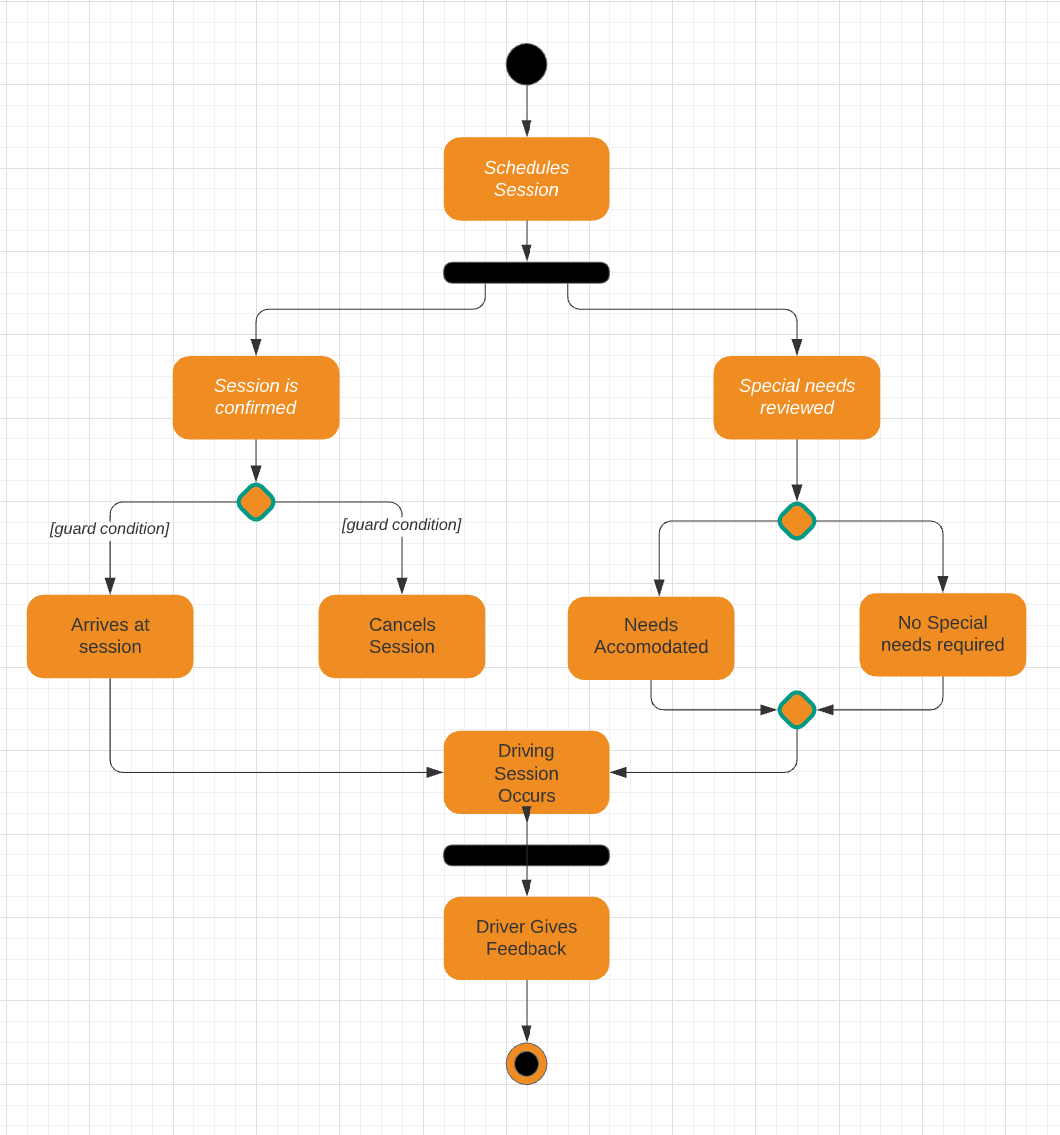 Schedules
Session
Session is
confirmed
Special needs
reviewed
[guard condition]
[guard condition]
Arrives at
session
Cancels
Session
Needs
Accomodated
No Special
needs required
Driving
Session
Occurs
Driver Gives
Feedback